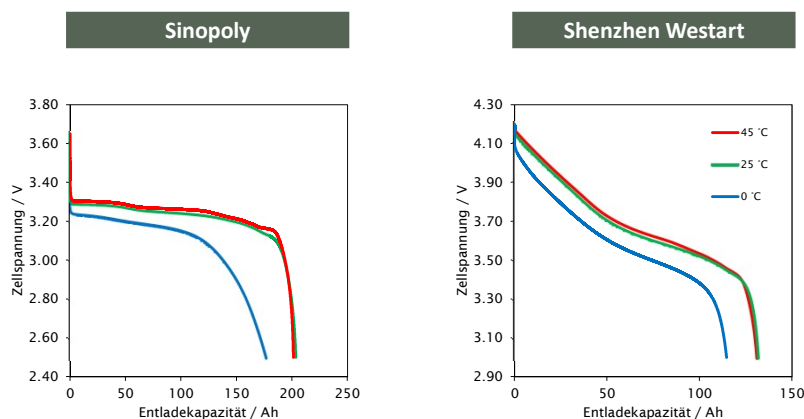 Sinopoly
Shenzhen Westart
3.80
3.60
3.40
3.20
3.00
2.80
2.60
2.40
Zellspannung / V
0
50
100
150
200
250
Entladekapazität / Ah
4.30
4.10
3.90
3.70
3.50
3.30
3.10
2.90
Zellspannung / V
0
50
100
150
Entladekapazität / Ah
45 °C
25 °C
0 °C